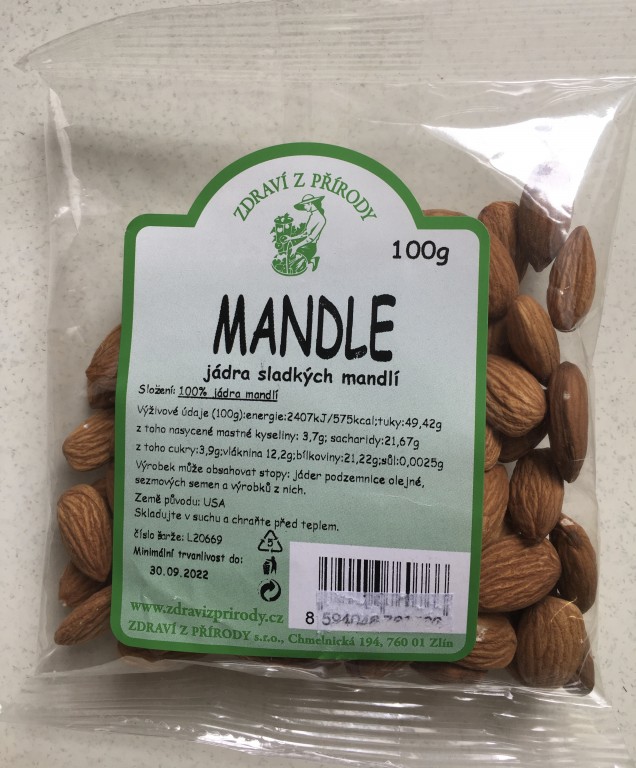 ZDRAVÍ Z PŘÍRODY
100g
MANDLE
jádra sladkých mandlí
Složení: 100% jádra mandlí
Výživové údaje (100g):energie:2407kJ/575kcal;tuky:49,42g
z toho nasycené mastné kyseliny: 3,7g; sacharidy:21,67g
z toho cukry:3,9g;vláknina 12,2g;bílkoviny:21,22g;sůl:0,0025g
Výrobek může obsahovat stopy: jáder podzemnice olejné,
sezmových semen a výrobků z nich.
Země původu: USA
Skladujte v suchu a chraňte před teplem.
číslo šarže: L20669
Minimální trvanlivost do:
30.09.2022
5
www.zdraviz​prirody.cz
ZDRAVÍ Z PŘÍRODY s.r.o., Chmelnická 194, 760 01 Zlín